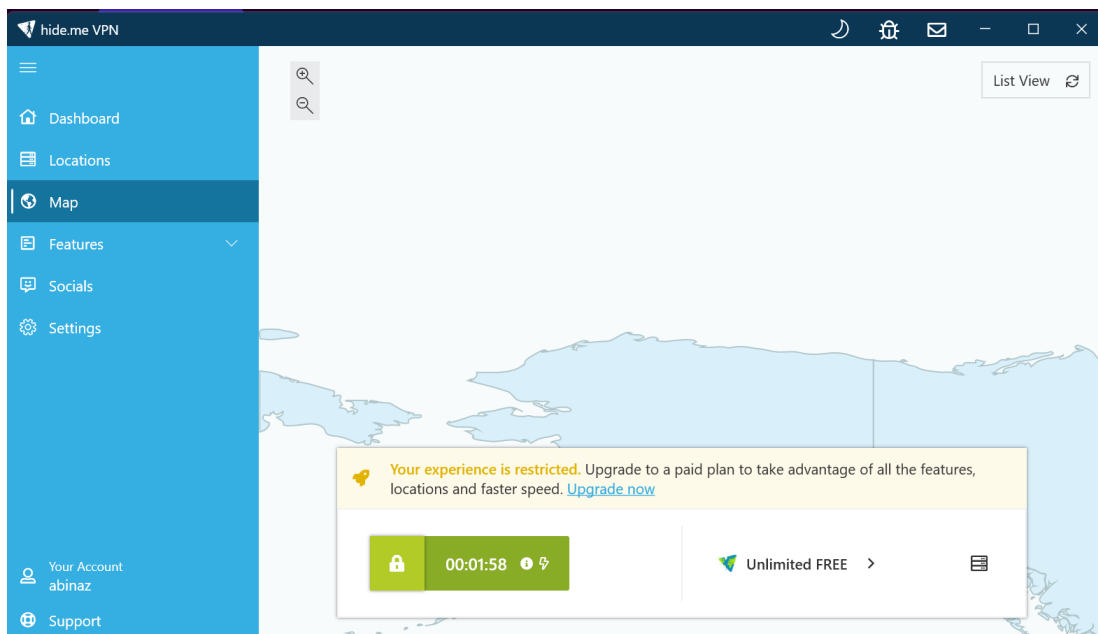 hide.me VPN
List View
Dashboard
Locations
Map
Features
Socials
Settings
Your experience is restricted. Upgrade to a paid plan to take advantage of all the features,
locations and faster speed. Upgrade now
00:01:58
Unlimited FREE
Your Account
abinaz
Support